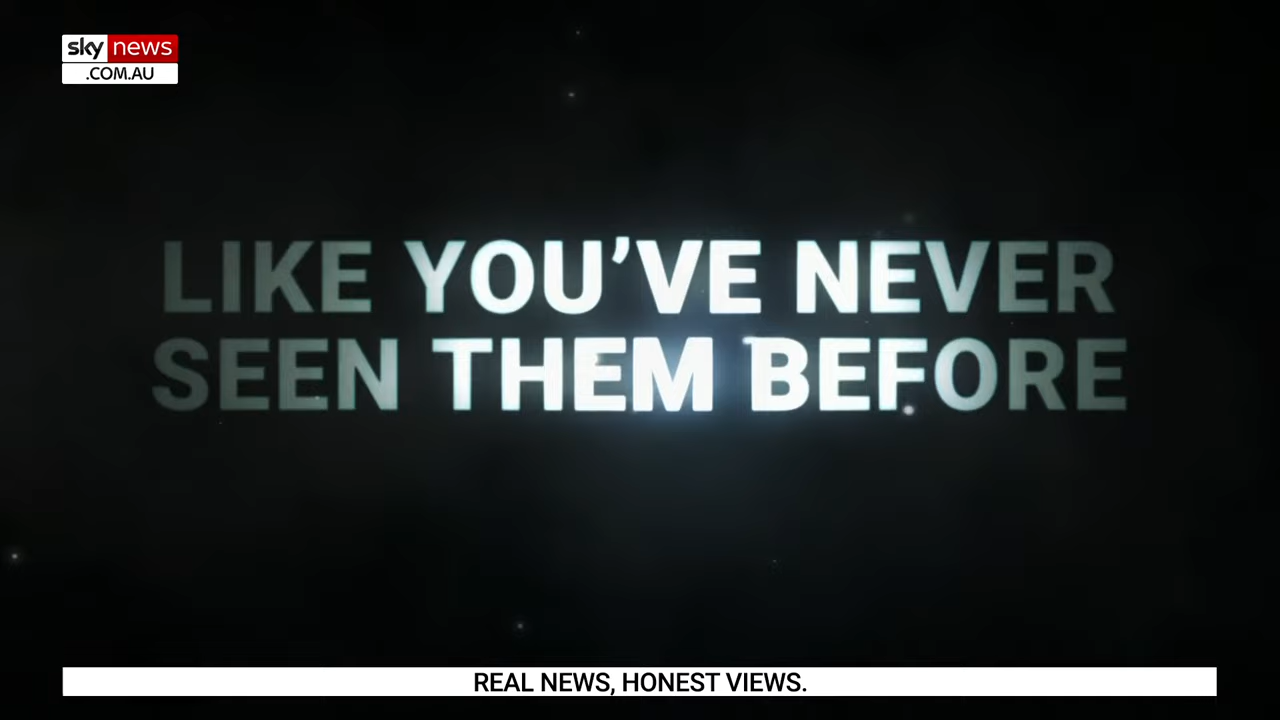 sky news
.COM.AU
LIKE YOU'VE NEVER
SEEN THEM BEFORE
REAL NEWS, HONEST VIEWS.